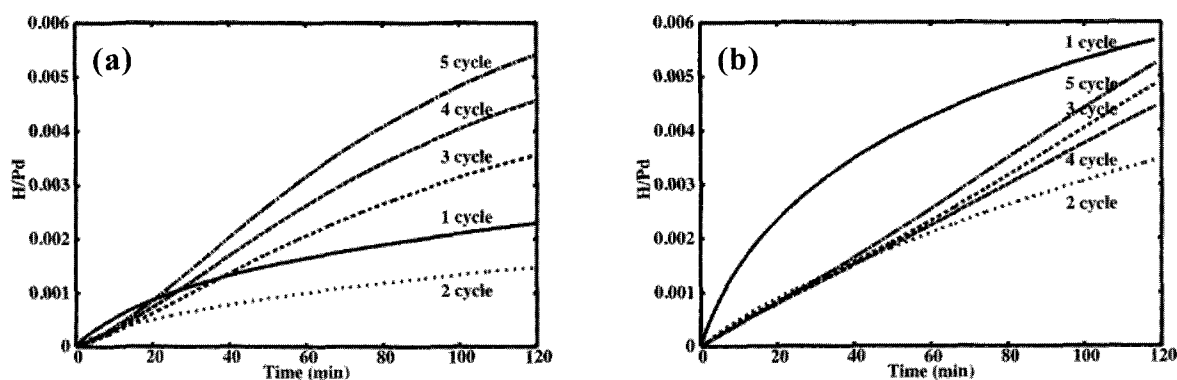 0.006
(a)
0.005
5 cycle
0.004
4 cycle
H/Pd
0.003
3 cycle
0.002
1 cycle
0.001
2 cycle
0
0 20 40 60 80 100 120
Time (min)
0.006
(b)
1 cycle
0.005
5 cycle
3 cycle
0.004
4 cycle
H/Pd
0.003
2 cycle
0.002
0.001
0
0 20 40 60 80 100 120
Time (min)